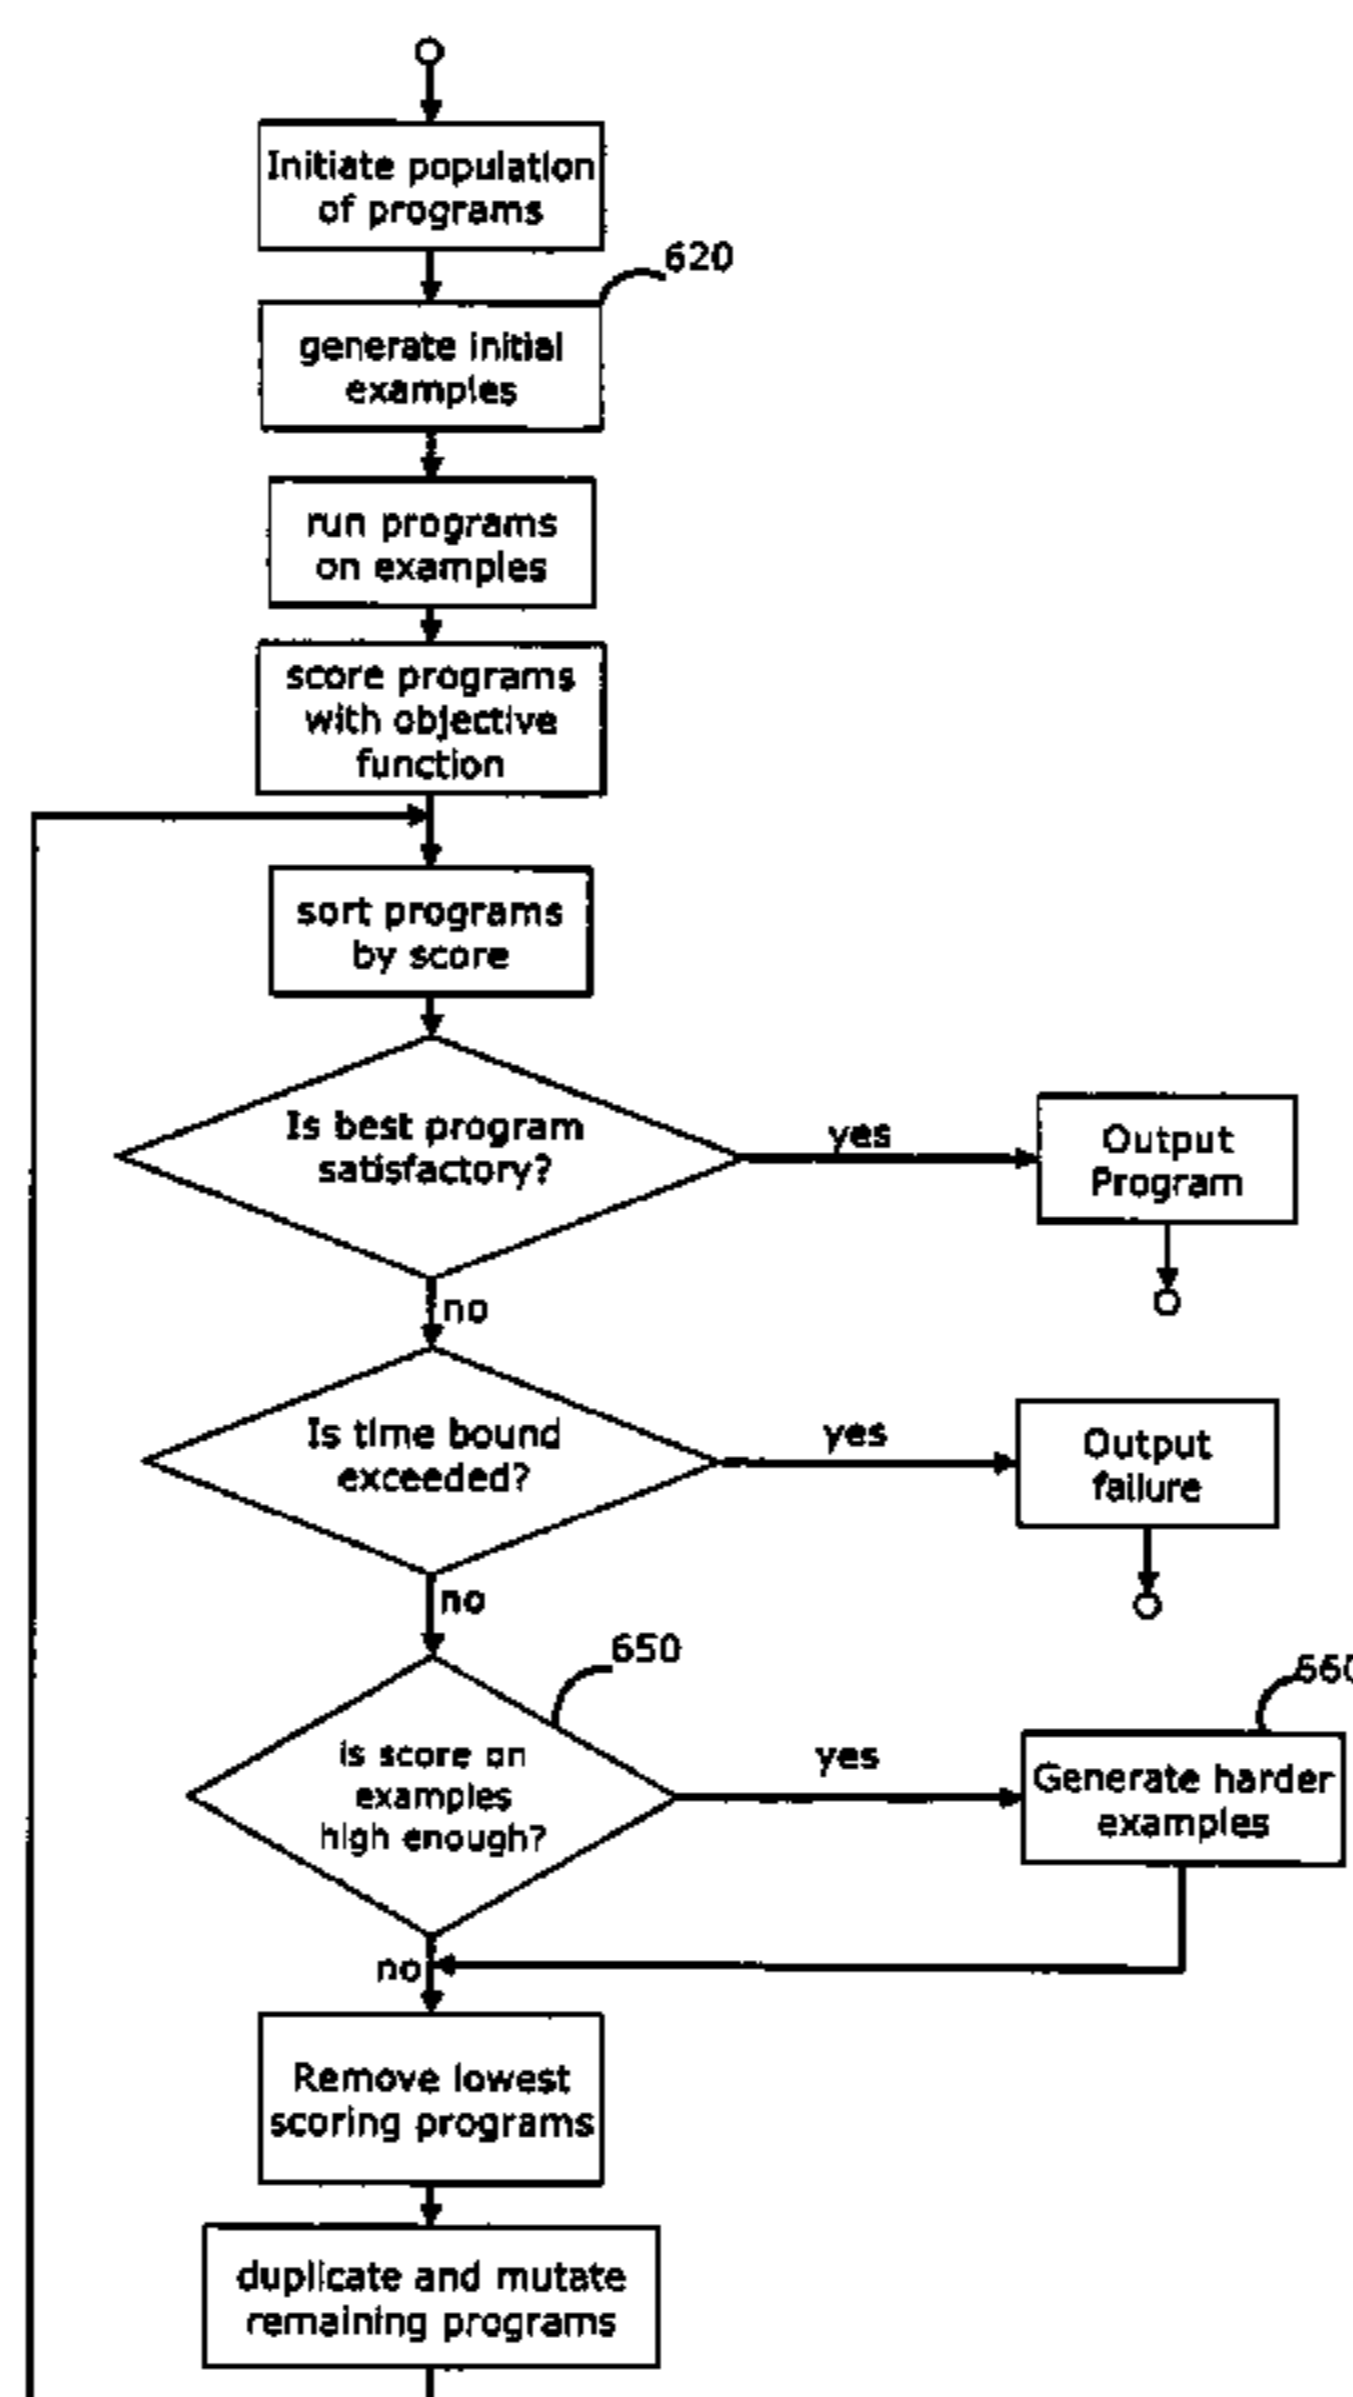 Initiate population
of programs
620
generate initial
examples
run programs
on examples
score programs
with objective
function
sort programs
by score
Is best program
satisfactory?
yes
Output
Program
no
Is time bound
exceeded?
yes
Output
failure
no
650
is score on
examples
high enough?
yes
660
Generate harder
examples
no
Remove lowest
scoring programs
duplicate and mutate
remaining programs